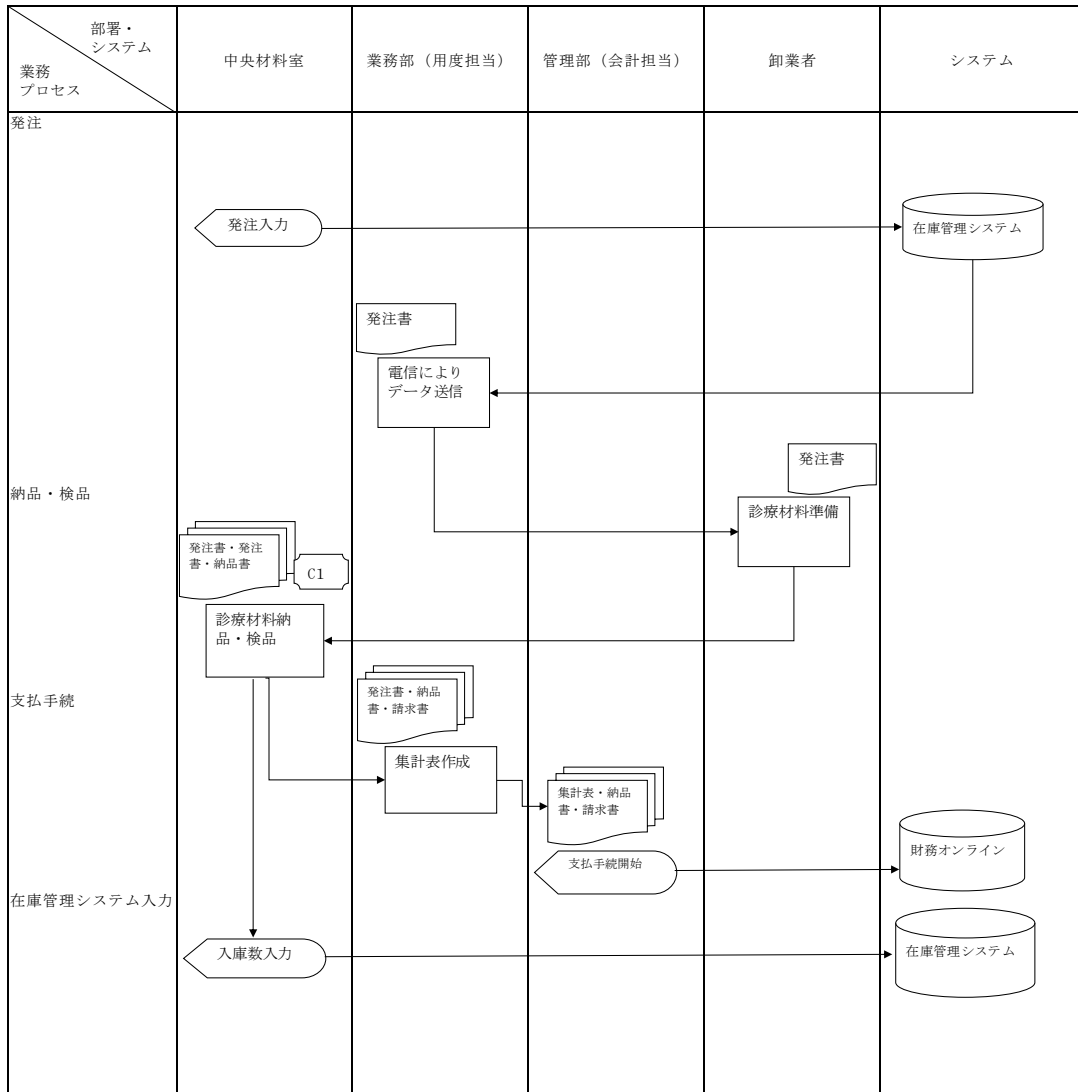 部署・
システム
業務
プロセス
中央材料室
業務部（用度担当）
管理部（会計担当）
卸業者
システム
発注
発注入力
在庫管理システム
発注書
電信により
データ送信
発注書
納品・検品
診療材料準備
発注書・発注
書・納品書
C1
診療材料納
品・検品
支払手続
発注書・納品
書・請求書
集計表作成
集計表・納品
書・請求書
支払手続開始
財務オンライン
在庫管理システム入力
入庫数入力
在庫管理システム